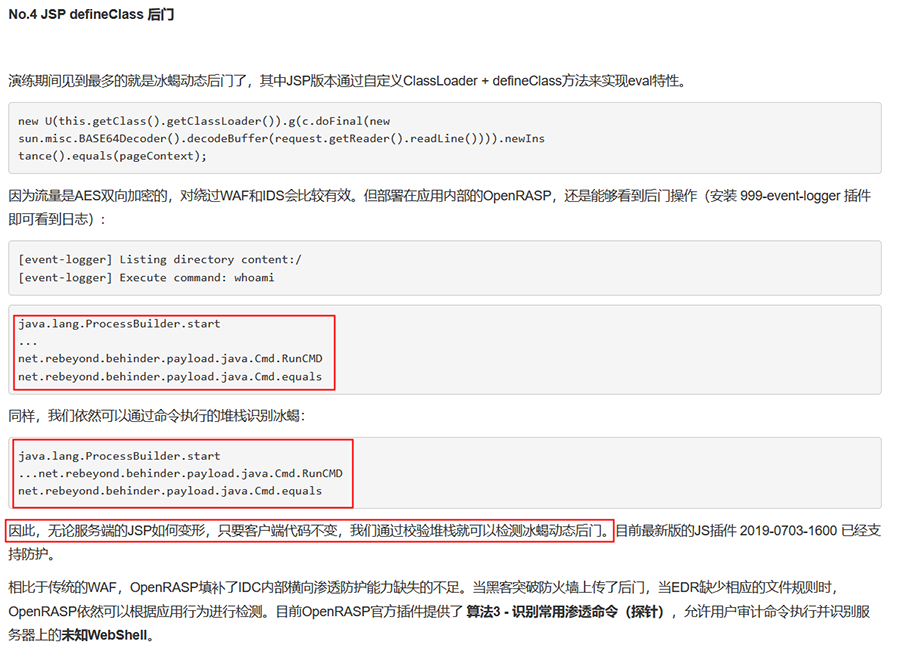 No.4 JSP defineClass 后门
演练期间见到最多的就是冰蝎动态后门了，其中JSP版本通过自定义ClassLoader + defineClass方法来实现eval特性。
new U(this.getClass().getClassLoader()).g(c.doFinal(new
sun.misc.BASE64Decoder().decodeBuffer(request.getReader().readLine()))).newIns
tance().equals(pageContext);
因为流量是AES双向加密的，对绕过WAF和IDS会比较有效。但部署在应用内部的OpenRASP，还是能够看到后门操作（安装 999-event-logger 插件
即可看到日志）：
[event-logger] Listing directory content:/
[event-logger] Execute command: whoami
java.lang.ProcessBuilder.start
...
net.rebeyond.behinder.payload.java.Cmd.RunCMD
net.rebeyond.behinder.payload.java.Cmd.equals
同样，我们依然可以通过命令执行的堆栈识别冰蝎：
java.lang.ProcessBuilder.start
...net.rebeyond.behinder.payload.java.Cmd.RunCMD
net.rebeyond.behinder.payload.java.Cmd.equals
因此，无论服务端的JSP如何变形，只要客户端代码不变，我们通过校验堆栈就可以检测冰蝎动态后门。目前最新版的JS插件 2019-0703-1600 已经支
持防护。
相比于传统的WAF，OpenRASP填补了IDC内部横向渗透防护能力缺失的不足。当黑客突破防火墙上传了后门，当EDR缺少相应的文件规则时，
OpenRASP依然可以根据应用行为进行检测。目前OpenRASP官方插件提供了 算法3 - 识别常用渗透命令（探针），允许用户审计命令执行并识别服
务器上的未知WebShell。